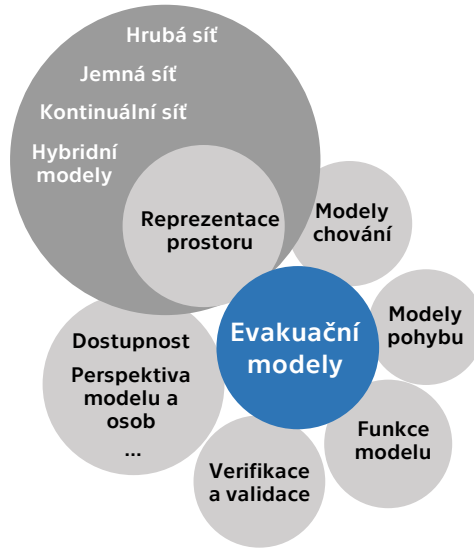 Hrubá síť
Jemná síť
Kontinuální síť
Hybridní
modely
Reprezentace
prostoru
Modely
chování
Evakuační
modely
Modely
pohybu
Dostupnost
Perspektiva
modelu a
osob
...
Funkce
modelu
Verifikace
a validace